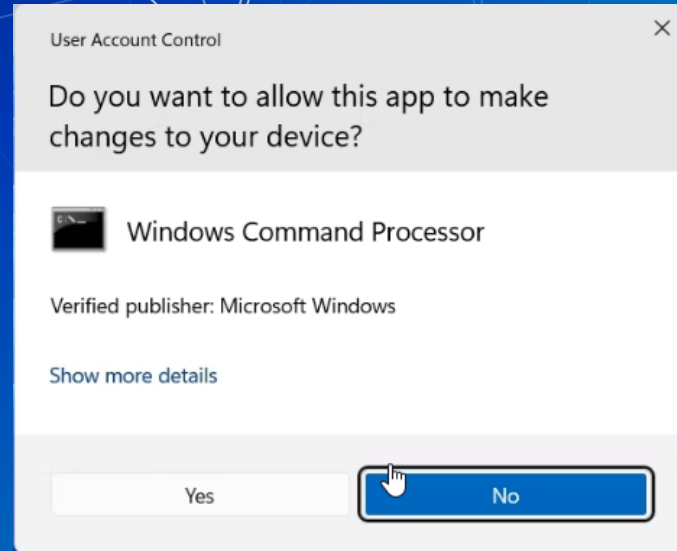 User Account Control
Do you want to allow this app to make
changes to your device?
C:\_
Windows Command Processor
Verified publisher: Microsoft Windows
Show more details
Yes
No